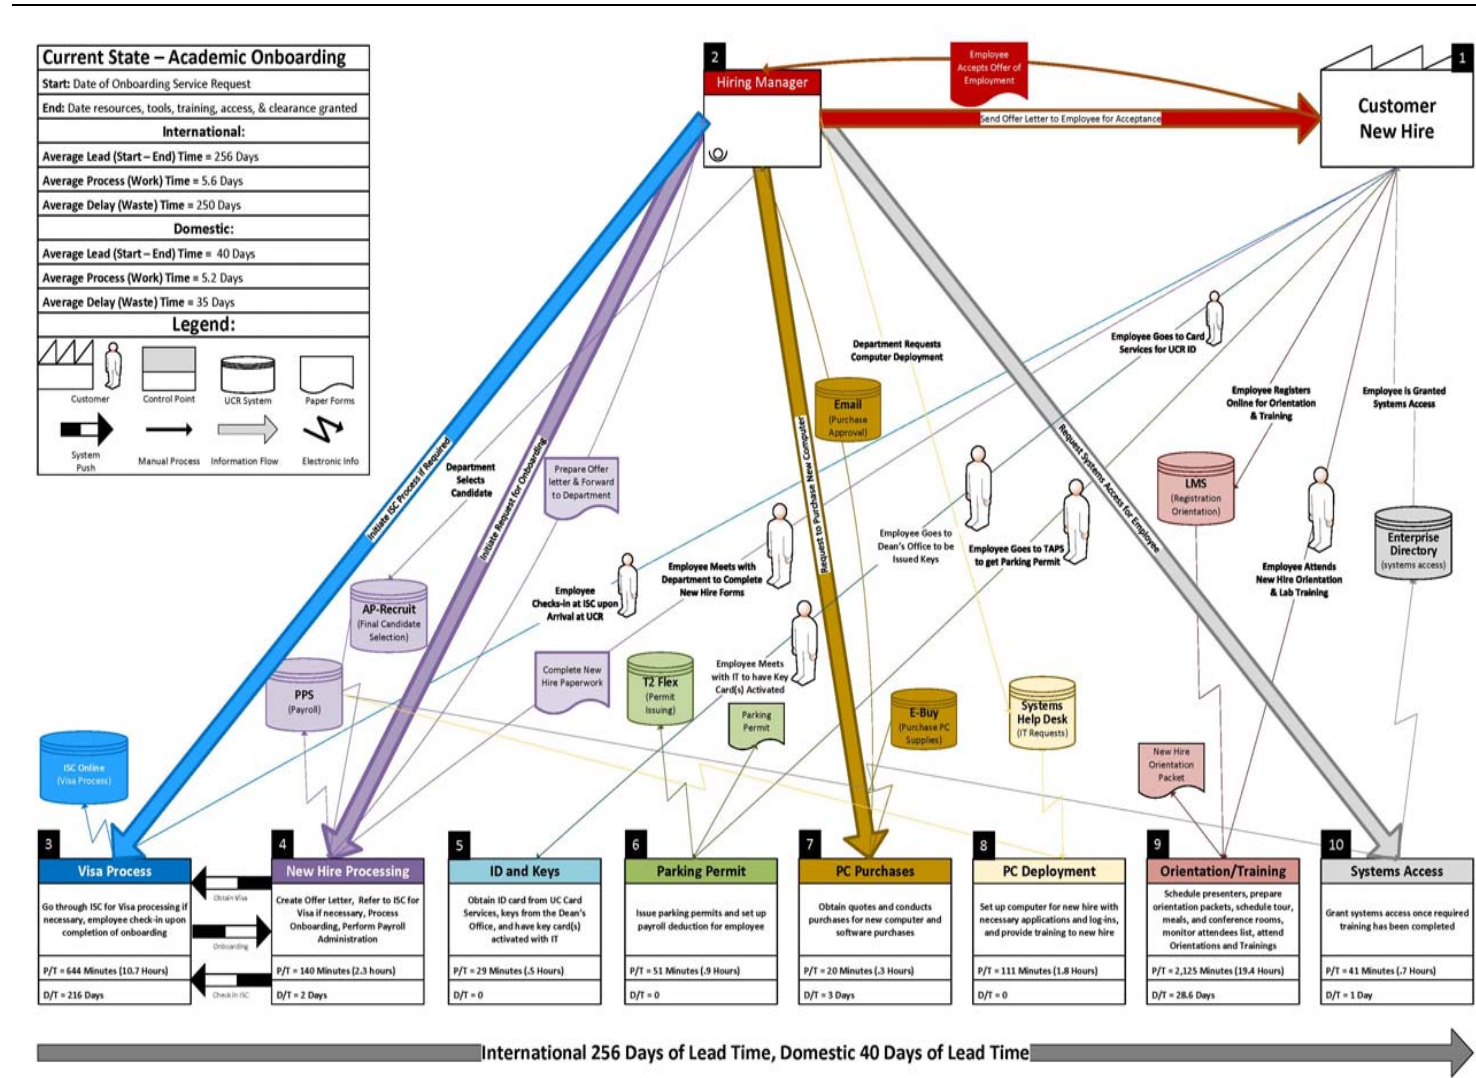 Current State – Academic Onboarding
Start: Date of Onboarding Service Request
End: Date resources, tools, training, access, & clearance granted
International:
Average Lead (Start – End) Time = 256 Days
Average Process (Work) Time = 5.6 Days
Average Delay (Waste) Time = 250 Days
Domestic:
Average Lead (Start – End) Time = 40 Days
Average Process (Work) Time = 5.2 Days
Average Delay (Waste) Time = 35 Days
Legend:
Customer
Control Point
UCR System
Paper Forms
System
Push
Manual Process
Information Flow
Electronic Info
2
Hiring Manager
Employee
Accepts Offer of
Employment
Send Offer Letter to Employee for Acceptance
1
Customer
New Hire
Initiate ISC Process if Required
Department
Selects
Candidate
Initiate Request for Onboarding
Prepare Offer
letter & Forward
to Department
Request to Purchase New Computer
Department Requests
Computer Deployment
Email
(Purchase
Approval)
Request Systems Access for Employee
Employee Goes to Card
Services for UCR ID
Employee Registers
Online for Orientation
& Training
Employee is Granted
Systems Access
LMS
(Registration
Orientation)
Enterprise
Directory
(systems access)
Employee Goes to
Dean's Office to be
Issued Keys
Employee Goes to TAPS
to get Parking Permit
Employee Attends
New Hire Orientation
& Lab Training
Employee Meets with
Department to Complete
New Hire Forms
Employee
Checks-in at ISC upon
Arrival at UCR
AP-Recruit
(Final Candidate
Selection)
PPS
(Payroll)
Complete New
Hire Paperwork
T2 Flex
(Permit
Issuing)
Employee Meets
with IT to have Key
Card(s) Activated
Parking
Permit
E-Buy
(Purchase PC
Supplies)
Systems
Help Desk
(IT Requests)
ISC Online
(Visa Process)
New Hire
Orientation
Packet
3
Visa Process
Go through ISC for Visa processing if
necessary, employee check-in upon
completion of onboarding
P/T = 644 Minutes (10.7 Hours)
D/T = 216 Days
Obtain Visa
Onboarding
Check In ISC
4
New Hire Processing
Create Offer Letter, Refer to ISC for
Visa if necessary, Process
Onboarding, Perform Payroll
Administration
P/T = 140 Minutes (2.3 hours)
D/T = 2 Days
5
ID and Keys
Obtain ID card from UC Card
Services, keys from the Dean's
Office, and have key card(s)
activated with IT
P/T = 29 Minutes (.5 Hours)
D/T = 0
6
Parking Permit
Issue parking permits and set up
payroll deduction for employee
P/T = 51 Minutes (.9 Hours)
D/T = 0
7
PC Purchases
Obtain quotes and conducts
purchases for new computer and
software purchases
P/T = 20 Minutes (.3 Hours)
D/T = 3 Days
8
PC Deployment
Set up computer for new hire with
necessary applications and log-ins,
and provide training to new hire
P/T = 111 Minutes (1.8 Hours)
D/T = 0
9
Orientation/Training
Schedule presenters, prepare
orientation packets, schedule tour,
meals, and conference rooms,
monitor attendees list, attend
Orientations and Trainings
P/T = 2,125 Minutes (19.4 Hours)
D/T = 28.6 Days
10
Systems Access
Grant systems access once required
training has been completed
P/T = 41 Minutes (.7 Hours)
D/T = 1 Day
International 256 Days of Lead Time, Domestic 40 Days of Lead Time